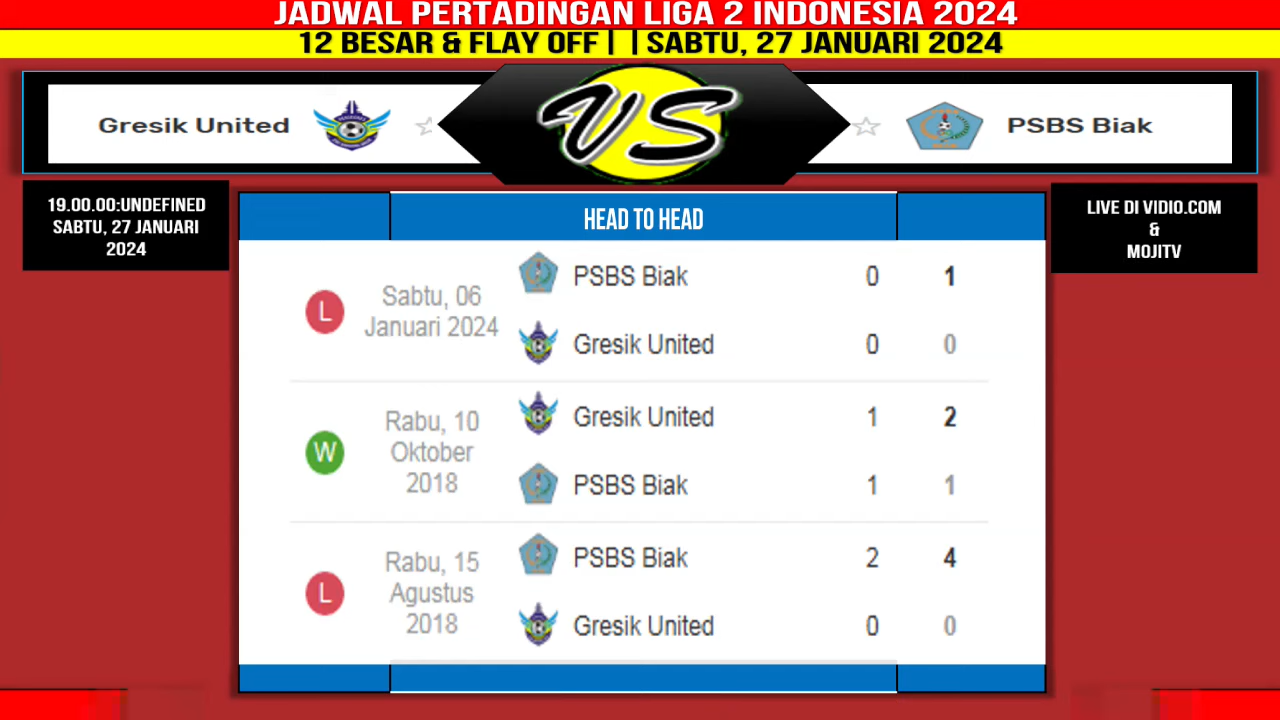 JADWAL PERTADINGAN LIGA 2 INDONESIA 2024
12 BESAR & FLAY OFF| |SABTU, 27 JANUARI 2024
Gresik United
VS
PSBS Biak
19.00.00:UNDEFINED
SABTU, 27 JANUARI
2024
HEAD TO HEAD
LIVE DI VIDIO.COM
&
MOJITV
L
Sabtu, 06
Januari 2024
PSBS Biak 0 1
Gresik United 0 0
W
Rabu, 10
Oktober
2018
Gresik United 1 2
PSBS Biak 1 1
L
Rabu, 15
Agustus
2018
PSBS Biak 2 4
Gresik United 0 0